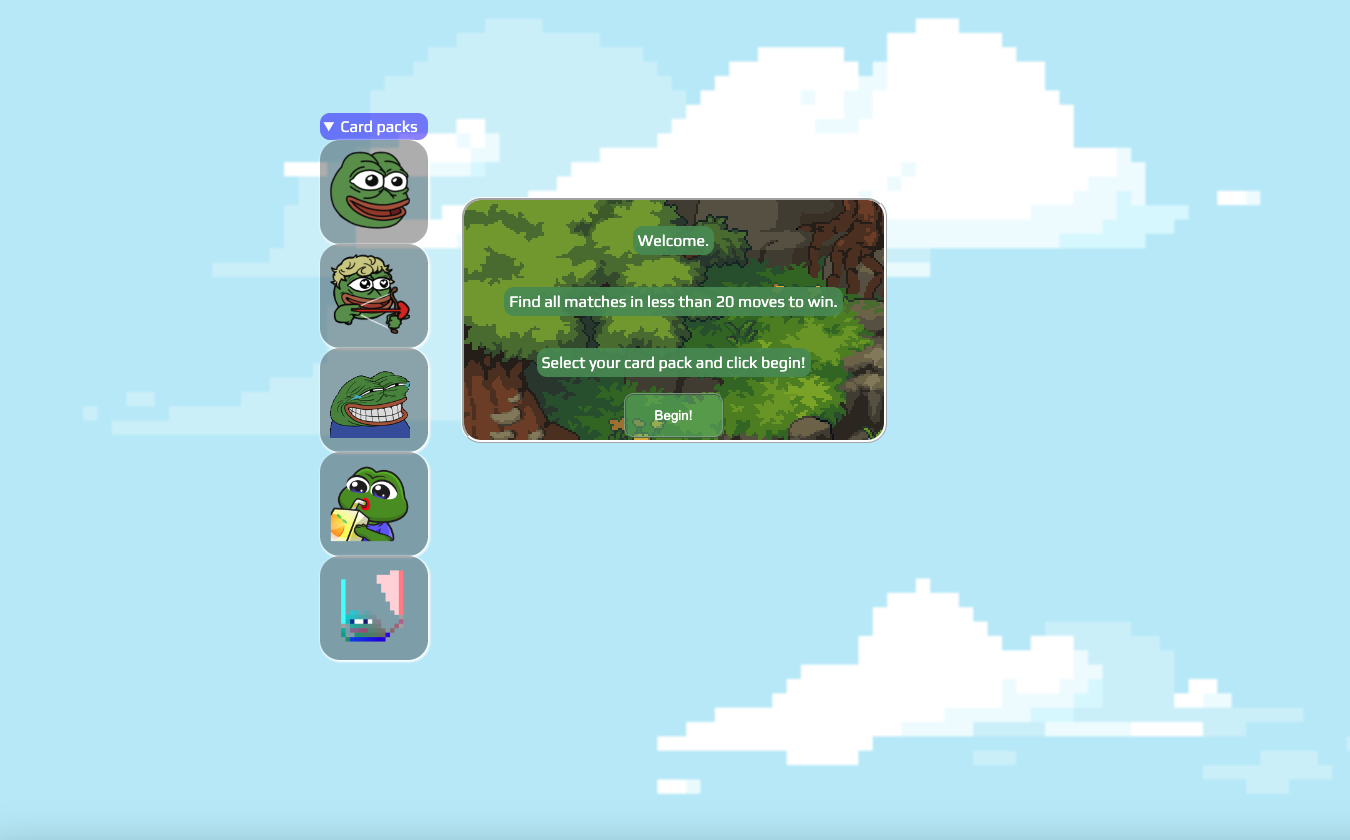 Card packs
Welcome.
Find all matches in less than 20 moves to win.
Select your card pack and click begin!
Begin!